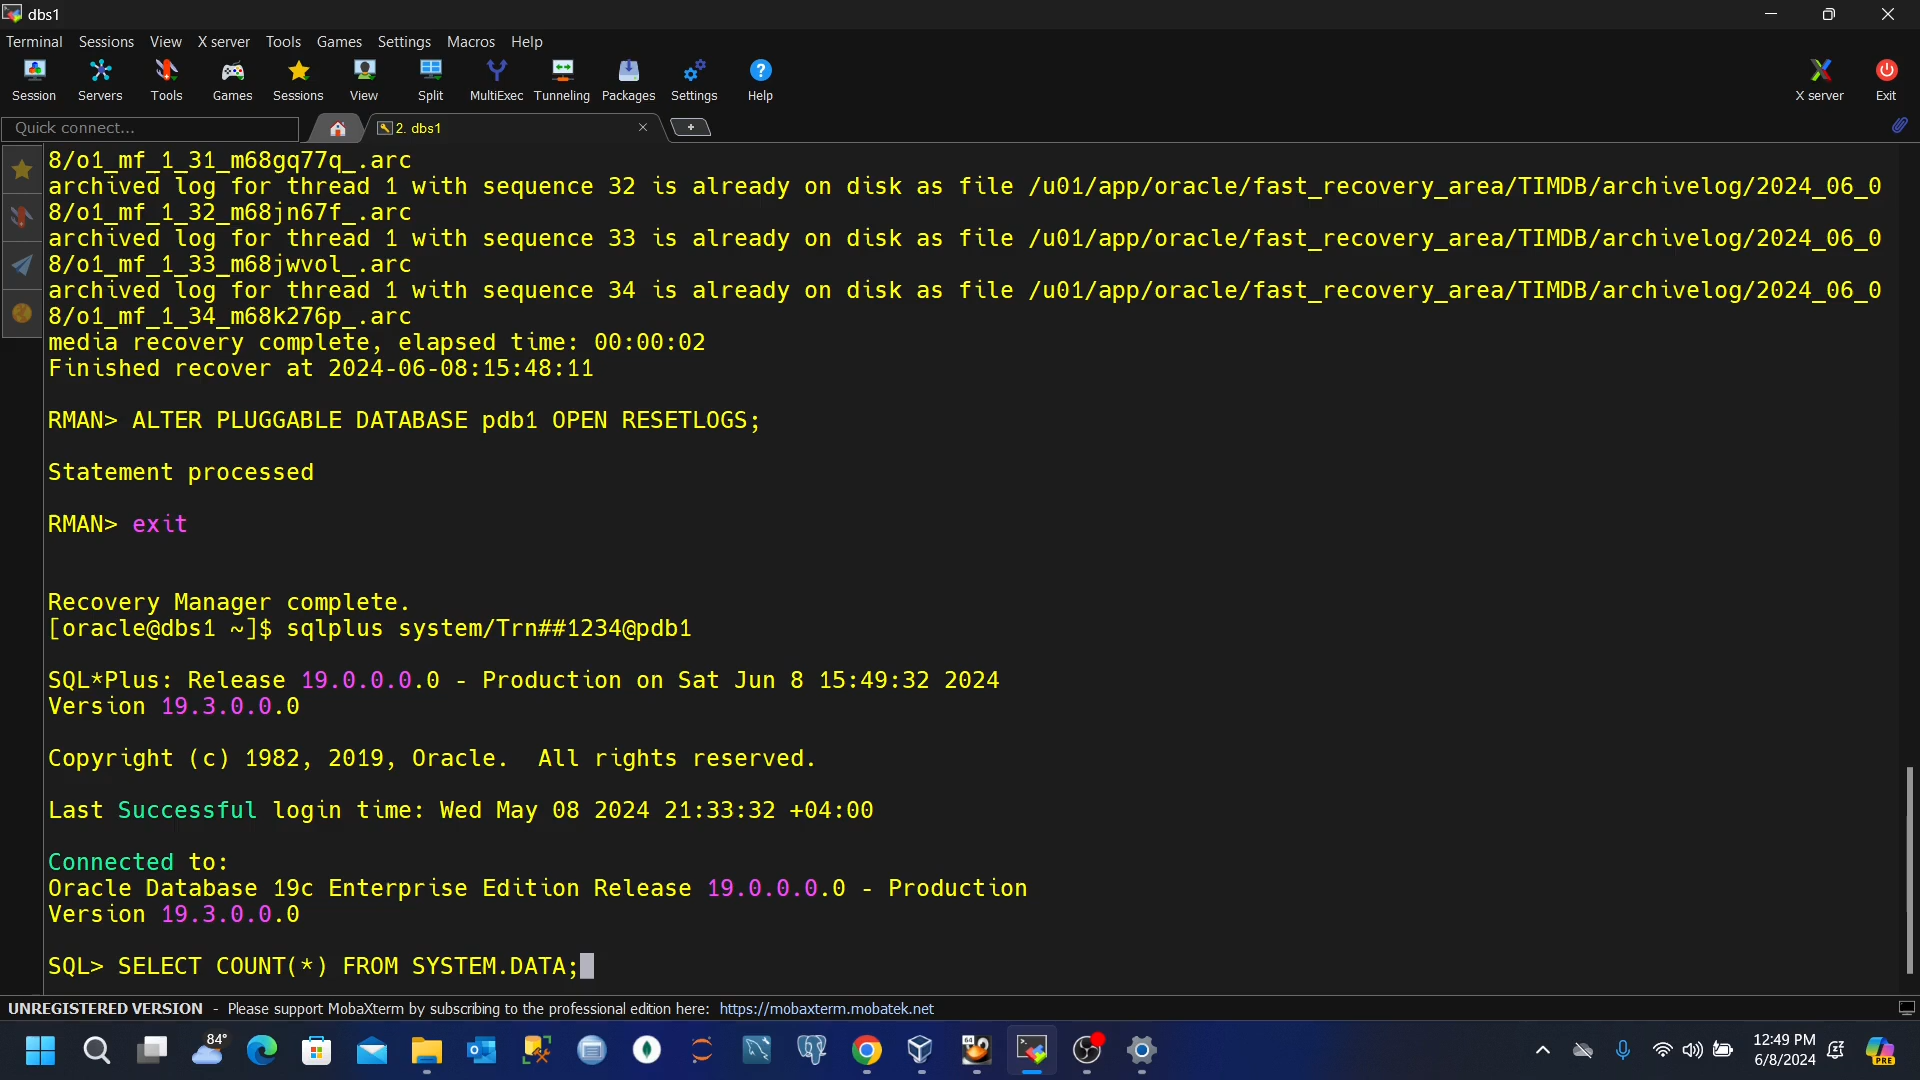 dbs1
Terminal Sessions View X server Tools Games Settings Macros Help
Session Servers Tools Games Sessions View Split MultiExec Tunneling Packages Settings Help X server Exit
Quick connect... 2. dbs1
8/o1_mf_1_31_m68gq77q_.arc
archived log for thread 1 with sequence 32 is already on disk as file /u01/app/oracle/fast_recovery_area/TIMDB/archivelog/2024_06_0
8/o1_mf_1_32_m68jn67f_.arc
archived log for thread 1 with sequence 33 is already on disk as file /u01/app/oracle/fast_recovery_area/TIMDB/archivelog/2024_06_0
8/o1_mf_1_33_m68jwvol_.arc
archived log for thread 1 with sequence 34 is already on disk as file /u01/app/oracle/fast_recovery_area/TIMDB/archivelog/2024_06_0
8/o1_mf_1_34_m68k276p_.arc
media recovery complete, elapsed time: 00:00:02
Finished recover at 2024-06-08:15:48:11
RMAN> ALTER PLUGGABLE DATABASE pdb1 OPEN RESETLOGS;
Statement processed
RMAN> exit
Recovery Manager complete.
[oracle@dbs1 ~]$ sqlplus system/Trn##1234@pdb1
SQL*Plus: Release 19.0.0.0.0 - Production on Sat Jun 8 15:49:32 2024
Version 19.3.0.0.0
Copyright (c) 1982, 2019, Oracle.  All rights reserved.
Last Successful login time: Wed May 08 2024 21:33:32 +04:00
Connected to:
Oracle Database 19c Enterprise Edition Release 19.0.0.0.0 - Production
Version 19.3.0.0.0
SQL> SELECT COUNT(*) FROM SYSTEM.DATA;
UNREGISTERED VERSION - Please support MobaXterm by subscribing to the professional edition here: https://mobaxterm.mobatek.net
84°
12:49 PM
6/8/2024
PRE